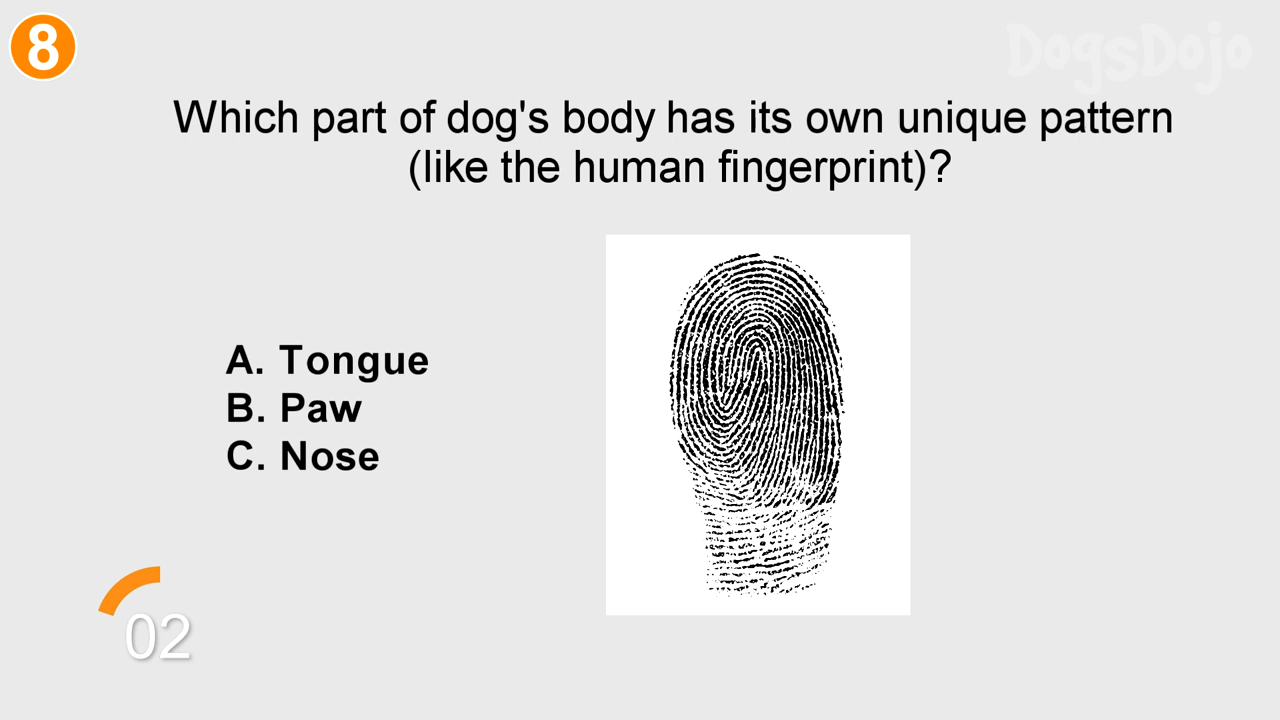 8
DogsDojo
Which part of dog's body has its own unique pattern
(like the human fingerprint)?
A. Tongue
B. Paw
C. Nose
02